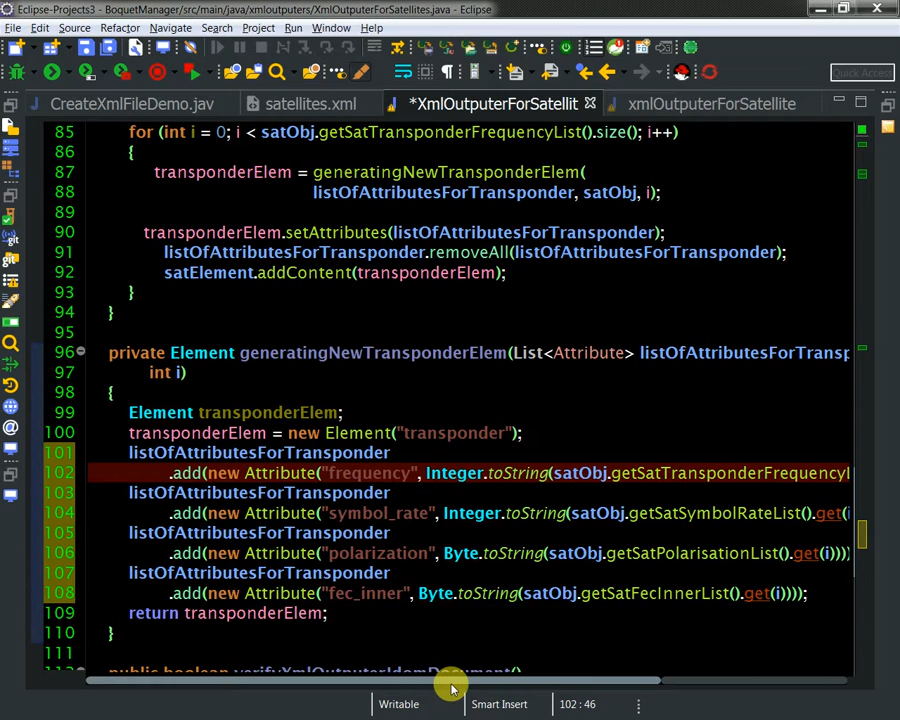 Eclipse-Projects3 - BoquetManager/src/main/java/xmloutputers/XmlOutputerForSatellites.java - Eclipse
File Edit Source Refactor Navigate Search Project Run Window Help
Quick Access
CreateXmlFileDemo.jav satellites.xml *XmlOutputerForSatellit xmlOutputerForSatellite
85 for (int i = 0; i < satObj.getSatTransponderFrequencyList().size(); i++)
86 {
87 transponderElem = generatingNewTransponderElem(
88 listOfAttributesForTransponder, satObj, i);
89
90 transponderElem.setAttributes(listOfAttributesForTransponder);
91 listOfAttributesForTransponder.removeAll(listOfAttributesForTransponder);
92 satElement.addContent(transponderElem);
93 }
94 }
95
96 private Element generatingNewTransponderElem(List<Attribute> listOfAttributesForTransp
97 int i)
98 {
99 Element transponderElem;
100 transponderElem = new Element("transponder");
101 listOfAttributesForTransponder
102 .add(new Attribute("frequency", Integer.toString(satObj.getSatTransponderFrequencyl
103 listOfAttributesForTransponder
104 .add(new Attribute("symbol_rate", Integer.toString(satObj.getSatSymbolRateList().get(i
105 listOfAttributesForTransponder
106 .add(new Attribute("polarization", Byte.toString(satObj.getSatPolarisationList().get(i))))
107 listOfAttributesForTransponder
108 .add(new Attribute("fec_inner", Byte.toString(satObj.getSatFecInnerList().get(i))));
109 return transponderElem;
110 }
111
public boolean
Writable Smart Insert 102 : 46